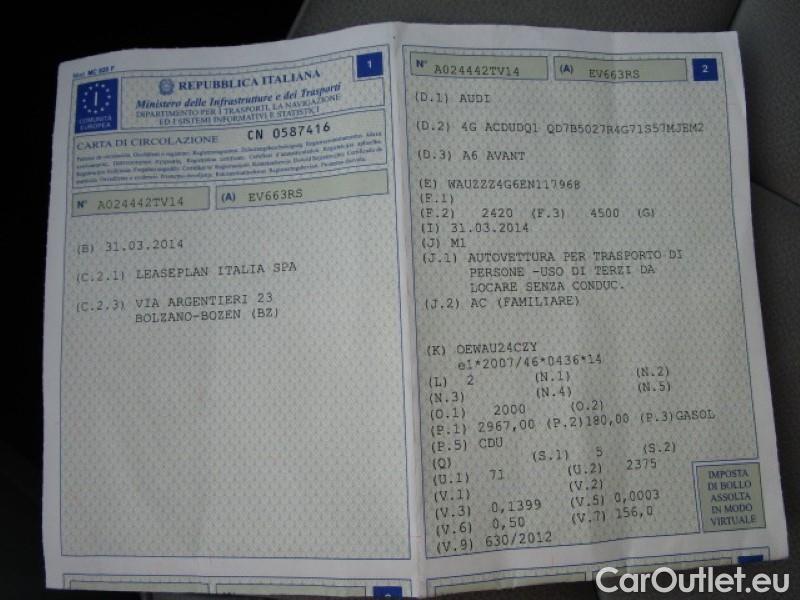 Mod. MC 820 F
1
REPUBBLICA ITALIANA
Ministero delle Infrastrutture e dei Trasporti
DIPARTIMENTO PER I TRASPORTI, LA NAVIGAZIONE
ED I SISTEMI INFORMATIVI E STATISTICI
I
COMUNITÀ
EUROPEA
CARTA DI CIRCOLAZIONE CN 0587416
N° A024442TV14 (A) EV663RS
(B) 31.03.2014
(C.2.1) LEASEPLAN ITALIA SPA
(C.2.3) VIA ARGENTIERI 23
BOLZANO-BOZEN (BZ)
N° A024442TV14 (A) EV663RS 2
(D.1) AUDI
(D.2) 4G ACDUDQ1 QD7B5027R4G71S57MJEM2
(D.3) A6 AVANT
(E) WAUZZZ4G6EN117968
(F.1)
(F.2) 2420 (F.3) 4500 (G)
(I) 31.03.2014
(J) M1
(J.1) AUTOVETTURA PER TRASPORTO DI
PERSONE -USO DI TERZI DA
LOCARE SENZA CONDUC.
(J.2) AC (FAMILIARE)
(K) OEWAU24CZY
e1*2007/46*0436*14
(L) 2 (N.1) (N.2)
(N.3) (N.4) (N.5)
(O.1) 2000 (O.2)
(P.1) 2967,00 (P.2)180,00 (P.3)GASOL
(P.5) CDU
(Q) (S.1) 5 (S.2)
(U.1) 71 (U.2) 2375
(V.1) (V.2)
(V.3) 0,1399 (V.5) 0,0003
(V.6) 0,50 (V.7) 156,0
(V.9) 630/2012
IMPOSTA
DI BOLLO
ASSOLTA
IN MODO
VIRTUALE
CarOutlet.eu